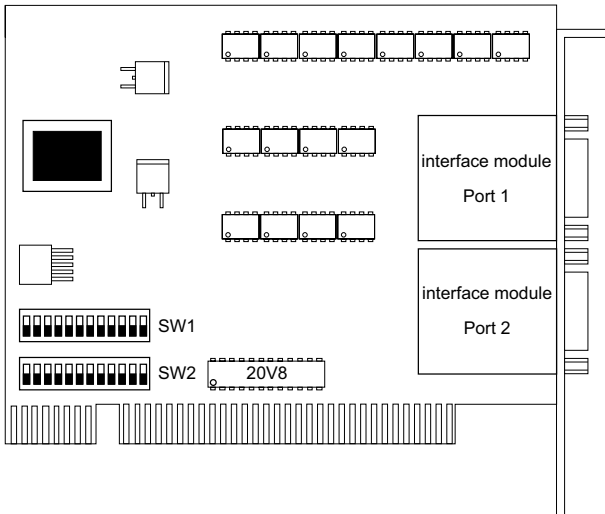 interface module
Port 1
interface module
Port 2
SW1
SW2
20V8